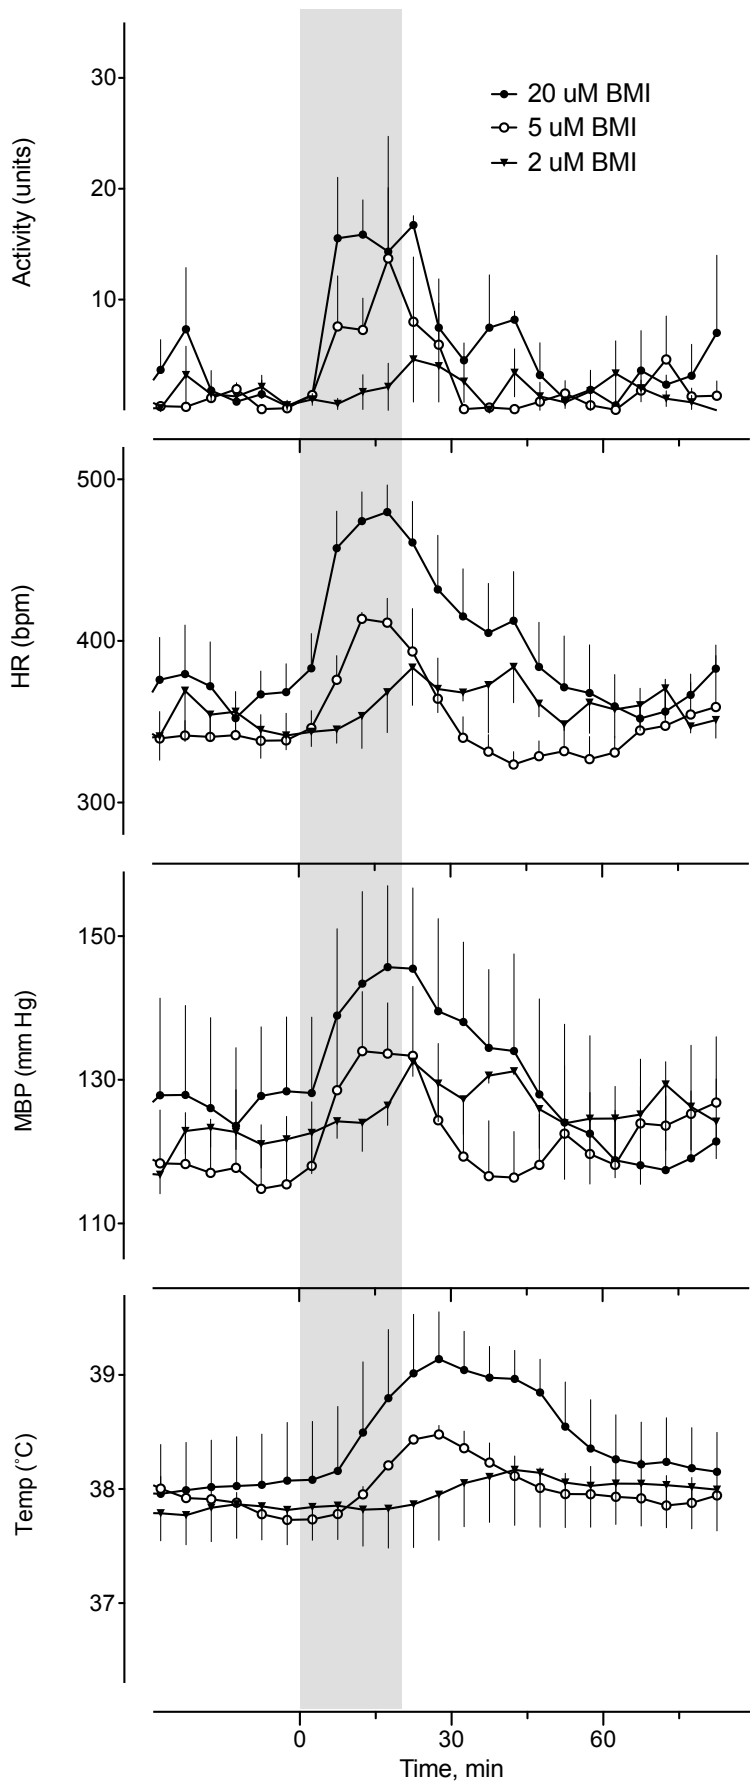 30
20 uM BMI
5 uM BMI
2 uM BMI
20
Activity (units)
10
500
400
HR (bpm)
300
150
130
MBP (mm Hg)
110
39
38
Temp (˚C)
37
0 30 60
Time, min